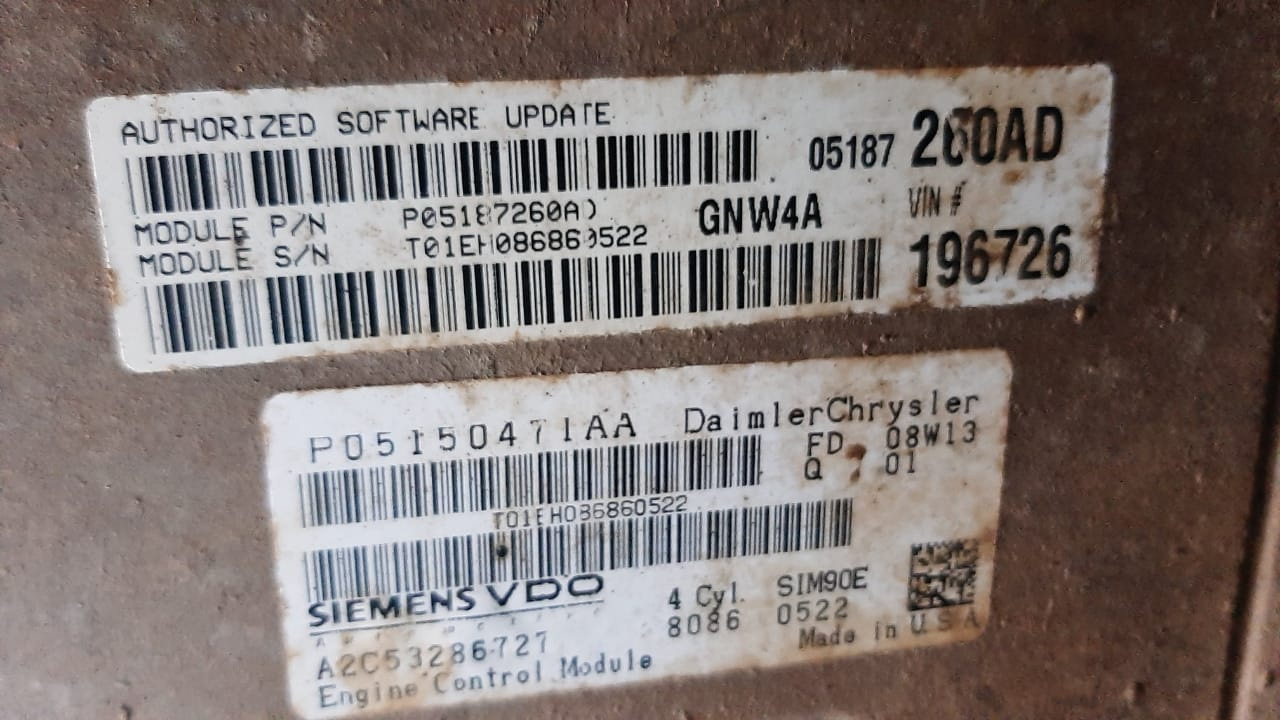 AUTHORIZED SOFTWARE UPDATE
05187 260AD
MODULE P/N P05187260AD
GNW4A
VIN #
MODULE S/N T01EH086860522
196726
P05150471AA DaimlerChrysler
FD 08W13
Q 01
T01EH086860522
SIEMENS VDO
4 Cyl. SIM90E
8086 0522
A2C53286727
Made in U S A
Engine Control Module